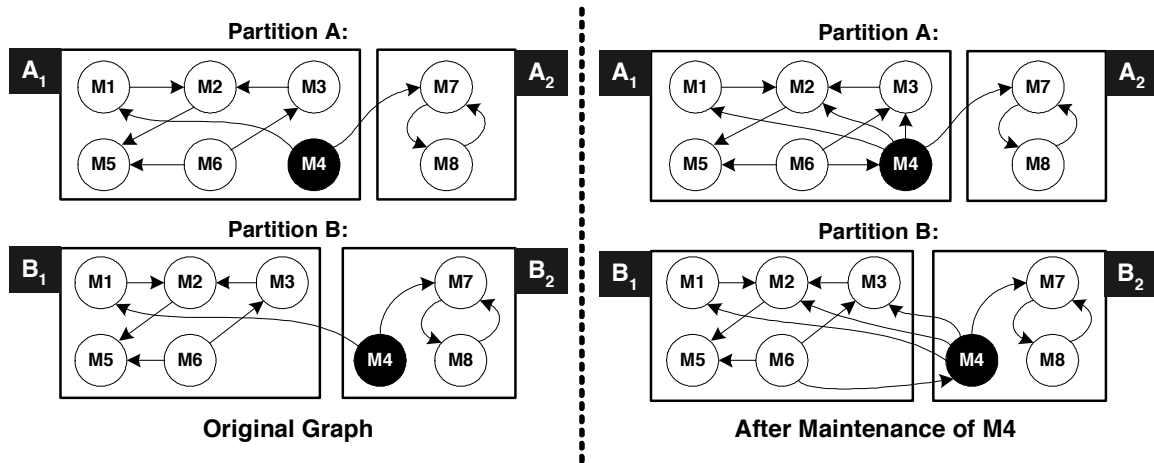 Partition A:
A1
M1
M2
M3
M7
A2
M5
M6
M4
M8
Partition B:
B1
M1
M2
M3
M7
B2
M5
M6
M4
M8
Original Graph
Partition A:
A1
M1
M2
M3
M7
A2
M5
M6
M4
M8
Partition B:
B1
M1
M2
M3
M7
B2
M5
M6
M4
M8
After Maintenance of M4